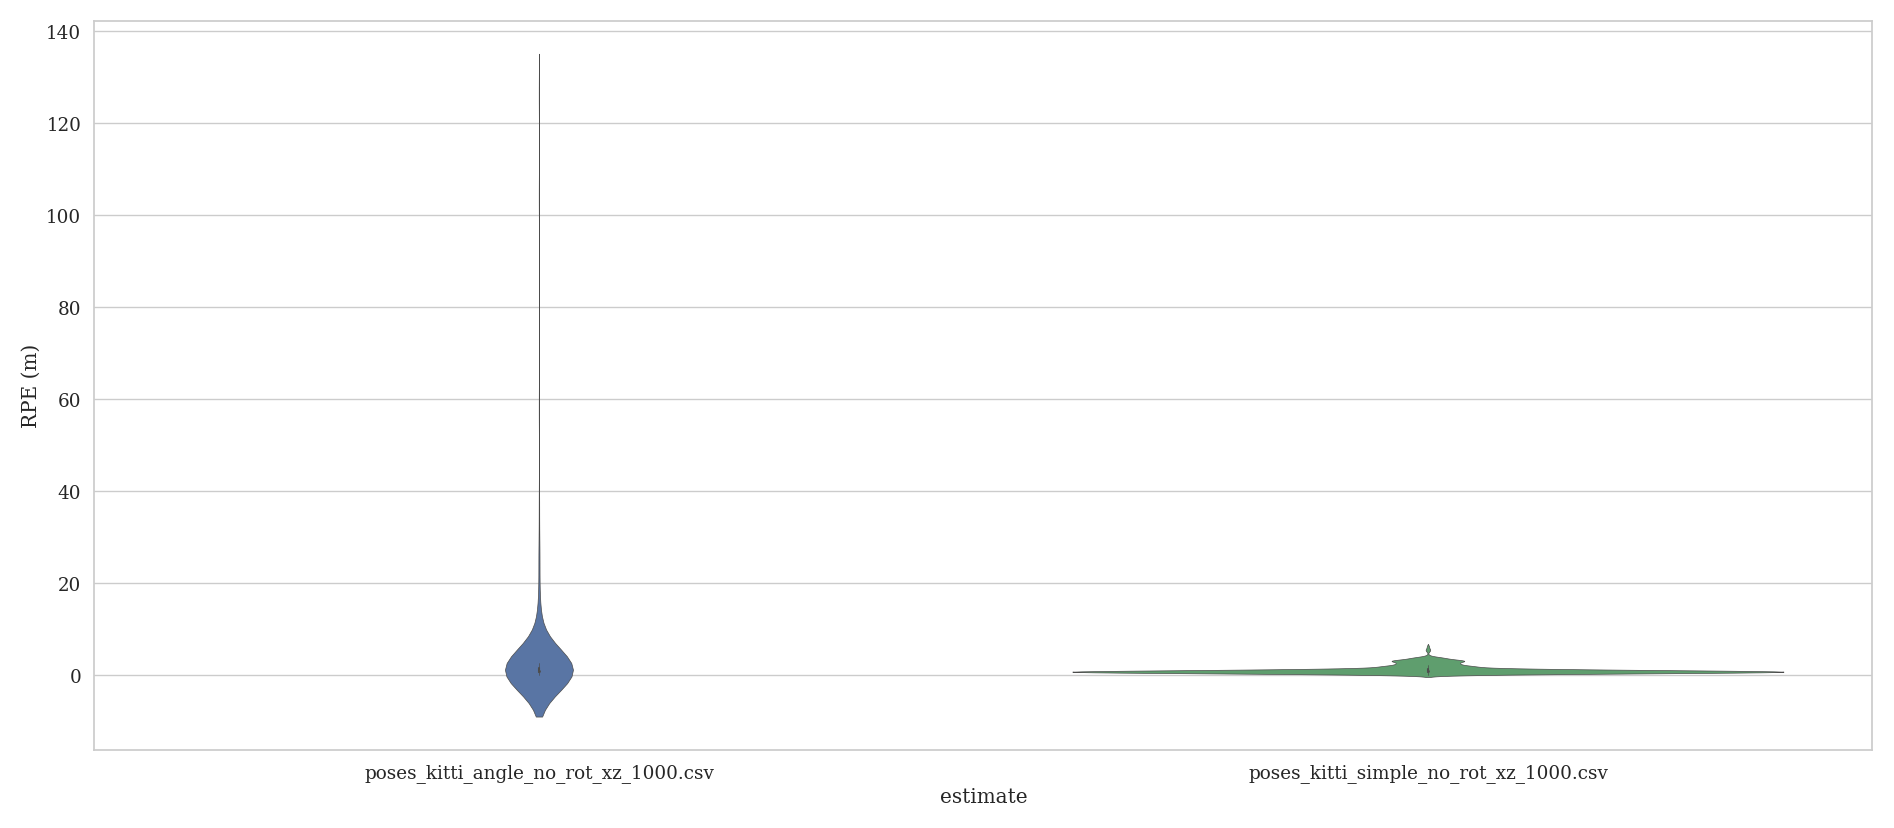 140
120
100
80
60
40
20
0
RPE (m)
poses_kitti_angle_no_rot_xz_1000.csv
poses_kitti_simple_no_rot_xz_1000.csv
estimate